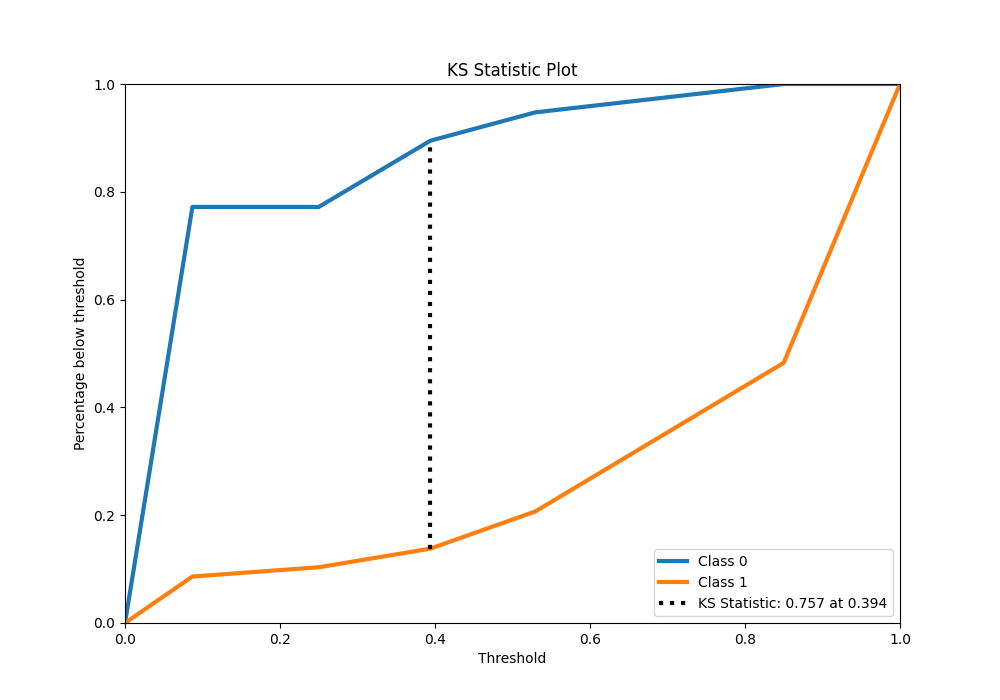 KS Statistic Plot
1.0
0.8
0.6
0.4
0.2
0.0
Percentage below threshold
0.0 0.2 0.4 0.6 0.8 1.0
Threshold
Class 0
Class 1
KS Statistic: 0.757 at 0.394